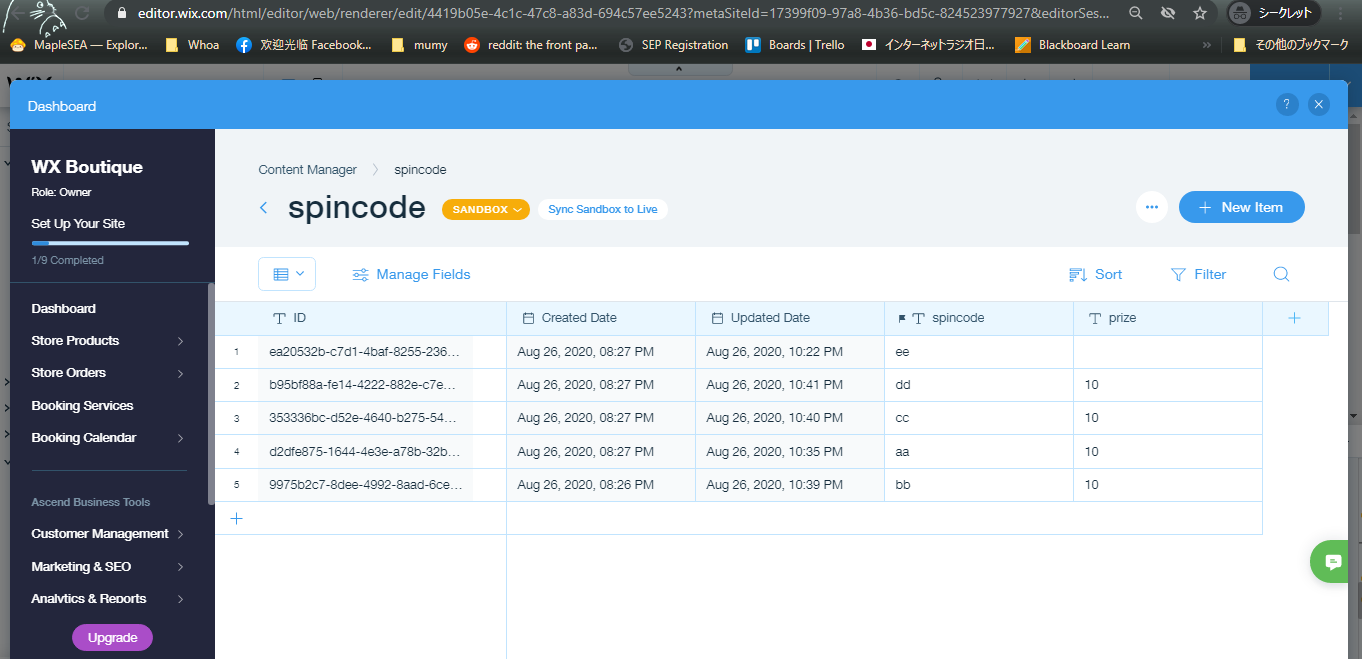 editor.wix.com/html/editor/web/renderer/edit/4419b05e-4c1c-47c8-a83d-694c57ee5243?metaSiteId=17399f09-97a8-4b36-bd5c-824523977927&editorSes...
シークレット
MapleSEA — Explor...
Whoa
欢迎光临 Facebook...
mumy
reddit: the front pa...
SEP Registration
Boards | Trello
インターネットラジオ日...
Blackboard Learn
»
その他のブックマーク
Dashboard
?
WX Boutique
Role: Owner
Set Up Your Site
1/9 Completed
Dashboard
Store Products
Store Orders
Booking Services
Booking Calendar
Ascend Business Tools
Customer Management
Marketing & SEO
Analytics & Reports
Upgrade
Content Manager > spincode
spincode SANDBOX Sync Sandbox to Live
... + New Item
Manage Fields Sort Filter
ID Created Date Updated Date spincode prize +
1 ea20532b-c7d1-4baf-8255-236... Aug 26, 2020, 08:27 PM Aug 26, 2020, 10:22 PM ee
2 b95bf88a-fe14-4222-882e-c7e... Aug 26, 2020, 08:27 PM Aug 26, 2020, 10:41 PM dd 10
3 353336bc-d52e-4640-b275-54... Aug 26, 2020, 08:27 PM Aug 26, 2020, 10:40 PM cc 10
4 d2dfe875-1644-4e3e-a78b-32b... Aug 26, 2020, 08:27 PM Aug 26, 2020, 10:35 PM aa 10
5 9975b2c7-8dee-4992-8aad-6ce... Aug 26, 2020, 08:26 PM Aug 26, 2020, 10:39 PM bb 10
+